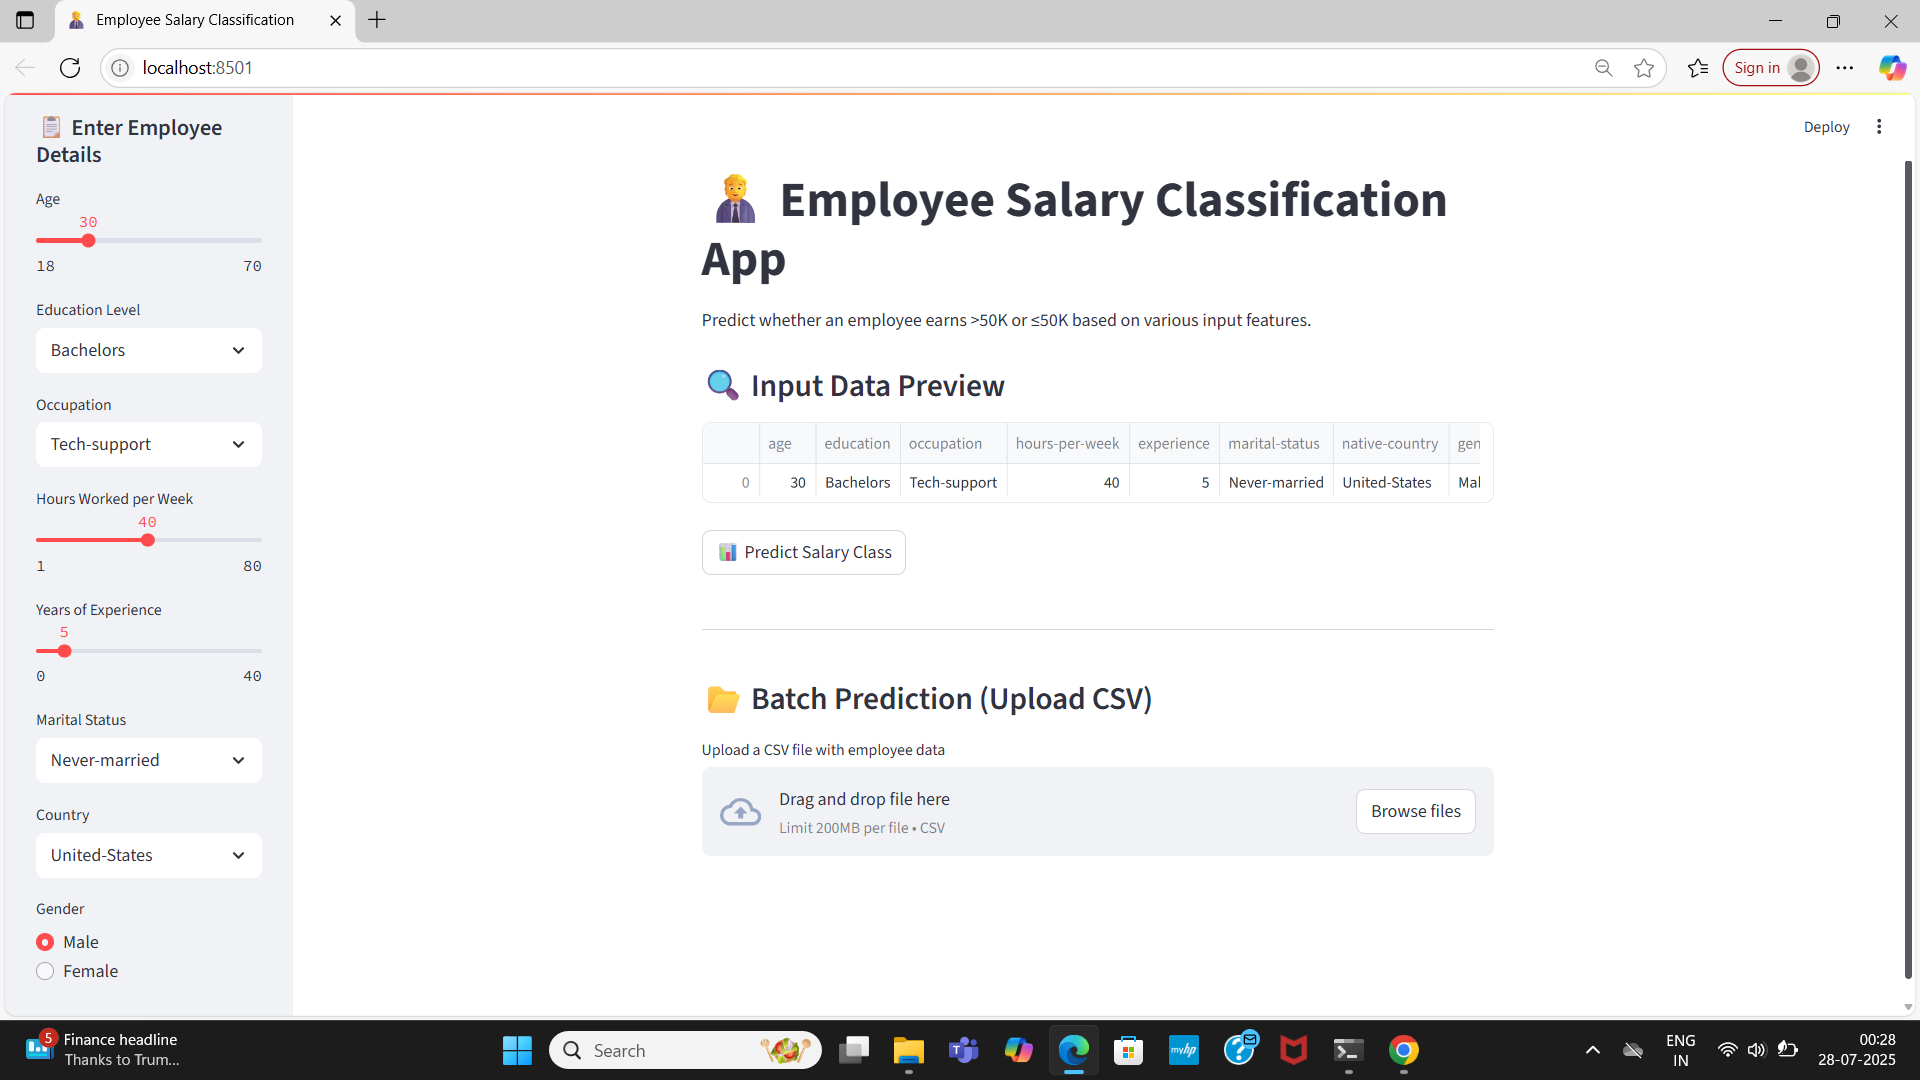 Employee Salary Classification
localhost:8501
Sign in
Enter Employee
Details
Age
30
18 70
Education Level
Bachelors
Occupation
Tech-support
Hours Worked per Week
40
1 80
Years of Experience
5
0 40
Marital Status
Never-married
Country
United-States
Gender
Male
Female
Deploy
Employee Salary Classification
App
Predict whether an employee earns >50K or ≤50K based on various input features.
Input Data Preview
age education occupation hours-per-week experience marital-status native-country gen
0 30 Bachelors Tech-support 40 5 Never-married United-States Mal
Predict Salary Class
Batch Prediction (Upload CSV)
Upload a CSV file with employee data
Drag and drop file here
Limit 200MB per file • CSV
Browse files
5
Finance headline
Thanks to Trum...
Search
myhp
ENG
IN
00:28
28-07-2025